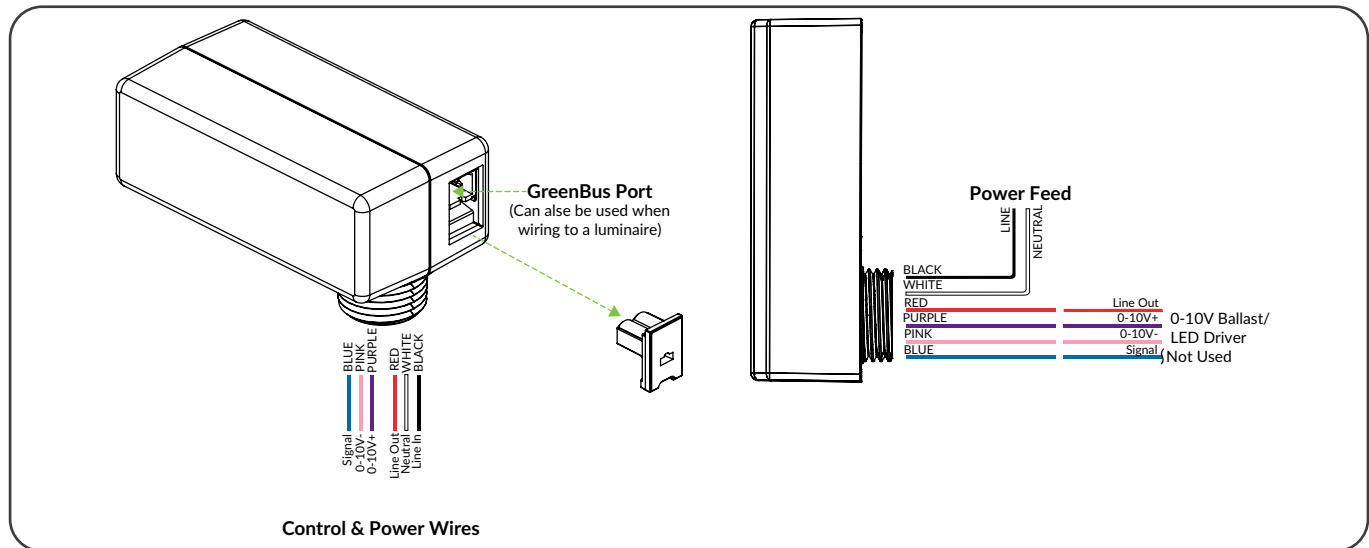 GreenBus Port
(Can alse be used when
wiring to a luminaire)
BLUE
PINK
PURPLE
RED
WHITE
BLACK
Signal
0-10V-
0-10V+
Line Out
Neutral
Line In
Control & Power Wires
Power Feed
LINE
NEUTRAL
BLACK
WHITE
RED
PURPLE
PINK
BLUE
Line Out
0-10V+
0-10V-
Signal
0-10V Ballast/
LED Driver
(Not Used